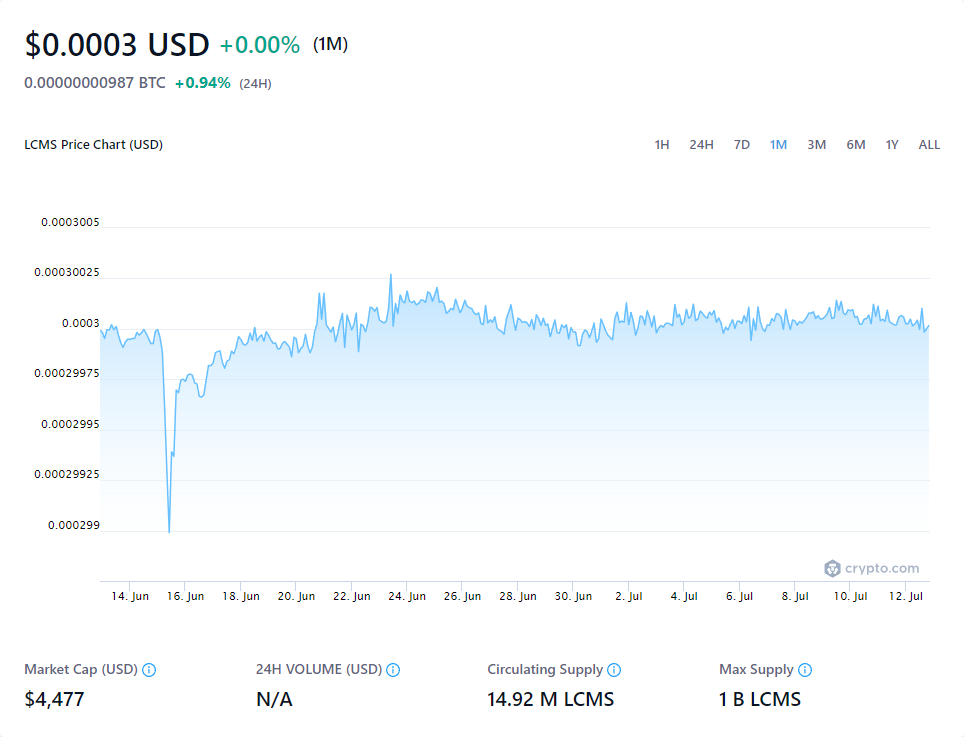 $0.0003 USD +0.00% (1M)
0.00000000987 BTC +0.94% (24H)
LCMS Price Chart (USD) 1H 24H 7D 1M 3M 6M 1Y ALL
0.0003005
0.00030025
0.0003
0.00029975
0.0002995
0.00029925
0.000299
crypto.com
14. Jun 16. Jun 18. Jun 20. Jun 22. Jun 24. Jun 26. Jun 28. Jun 30. Jun 2. Jul 4. Jul 6. Jul 8. Jul 10. Jul 12. Jul
Market Cap (USD) 24H VOLUME (USD) Circulating Supply Max Supply
$4,477 N/A 14.92 M LCMS 1 B LCMS